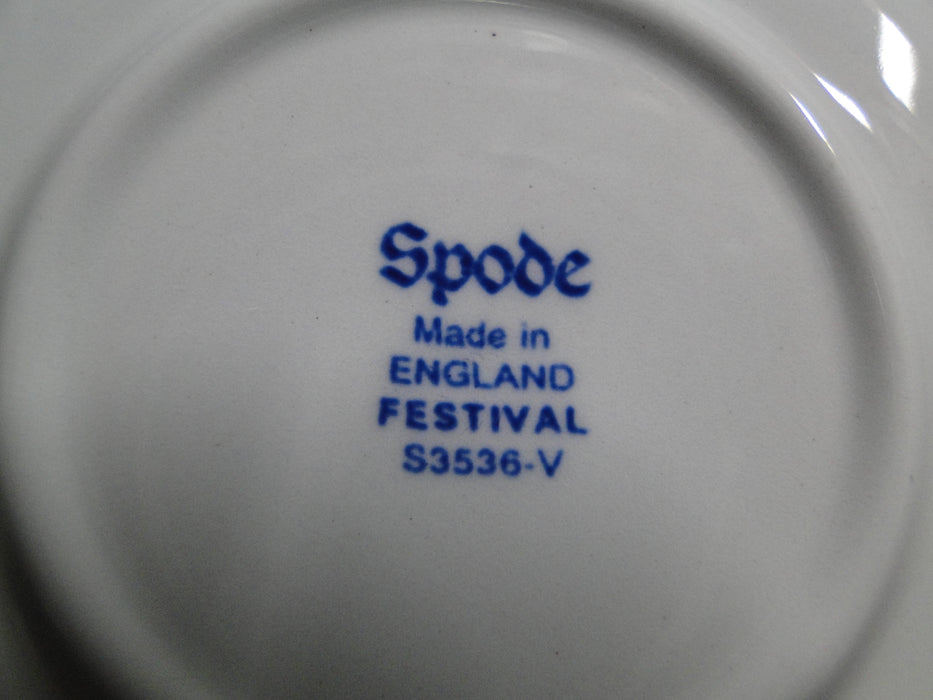 Spode
Made in
ENGLAND
FESTIVAL
S3536-V